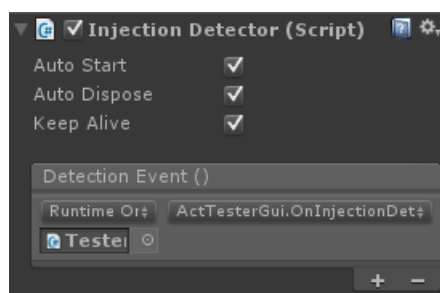 Injection Detector (Script)
Auto Start
Auto Dispose
Keep Alive
Detection Event ()
Runtime Or ActTesterGui.OnInjectionDet
Tester